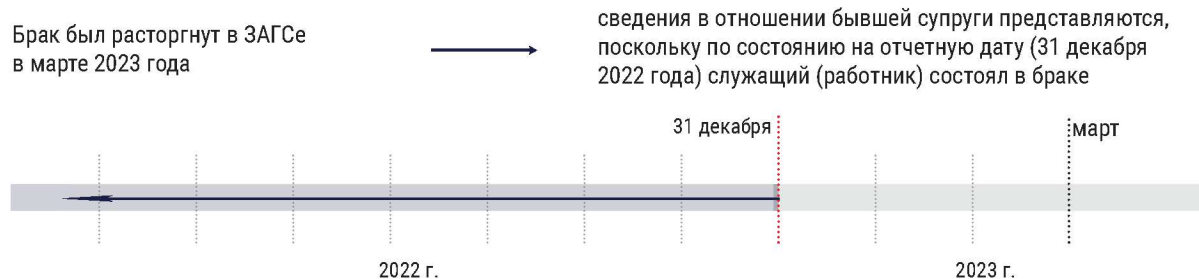 Брак был расторгнут в ЗАГСе
в марте 2023 года
сведения в отношении бывшей супруги представляются,
поскольку по состоянию на отчетную дату (31 декабря
2022 года) служащий (работник) состоял в браке
31 декабря
март
2022 г.
2023 г.